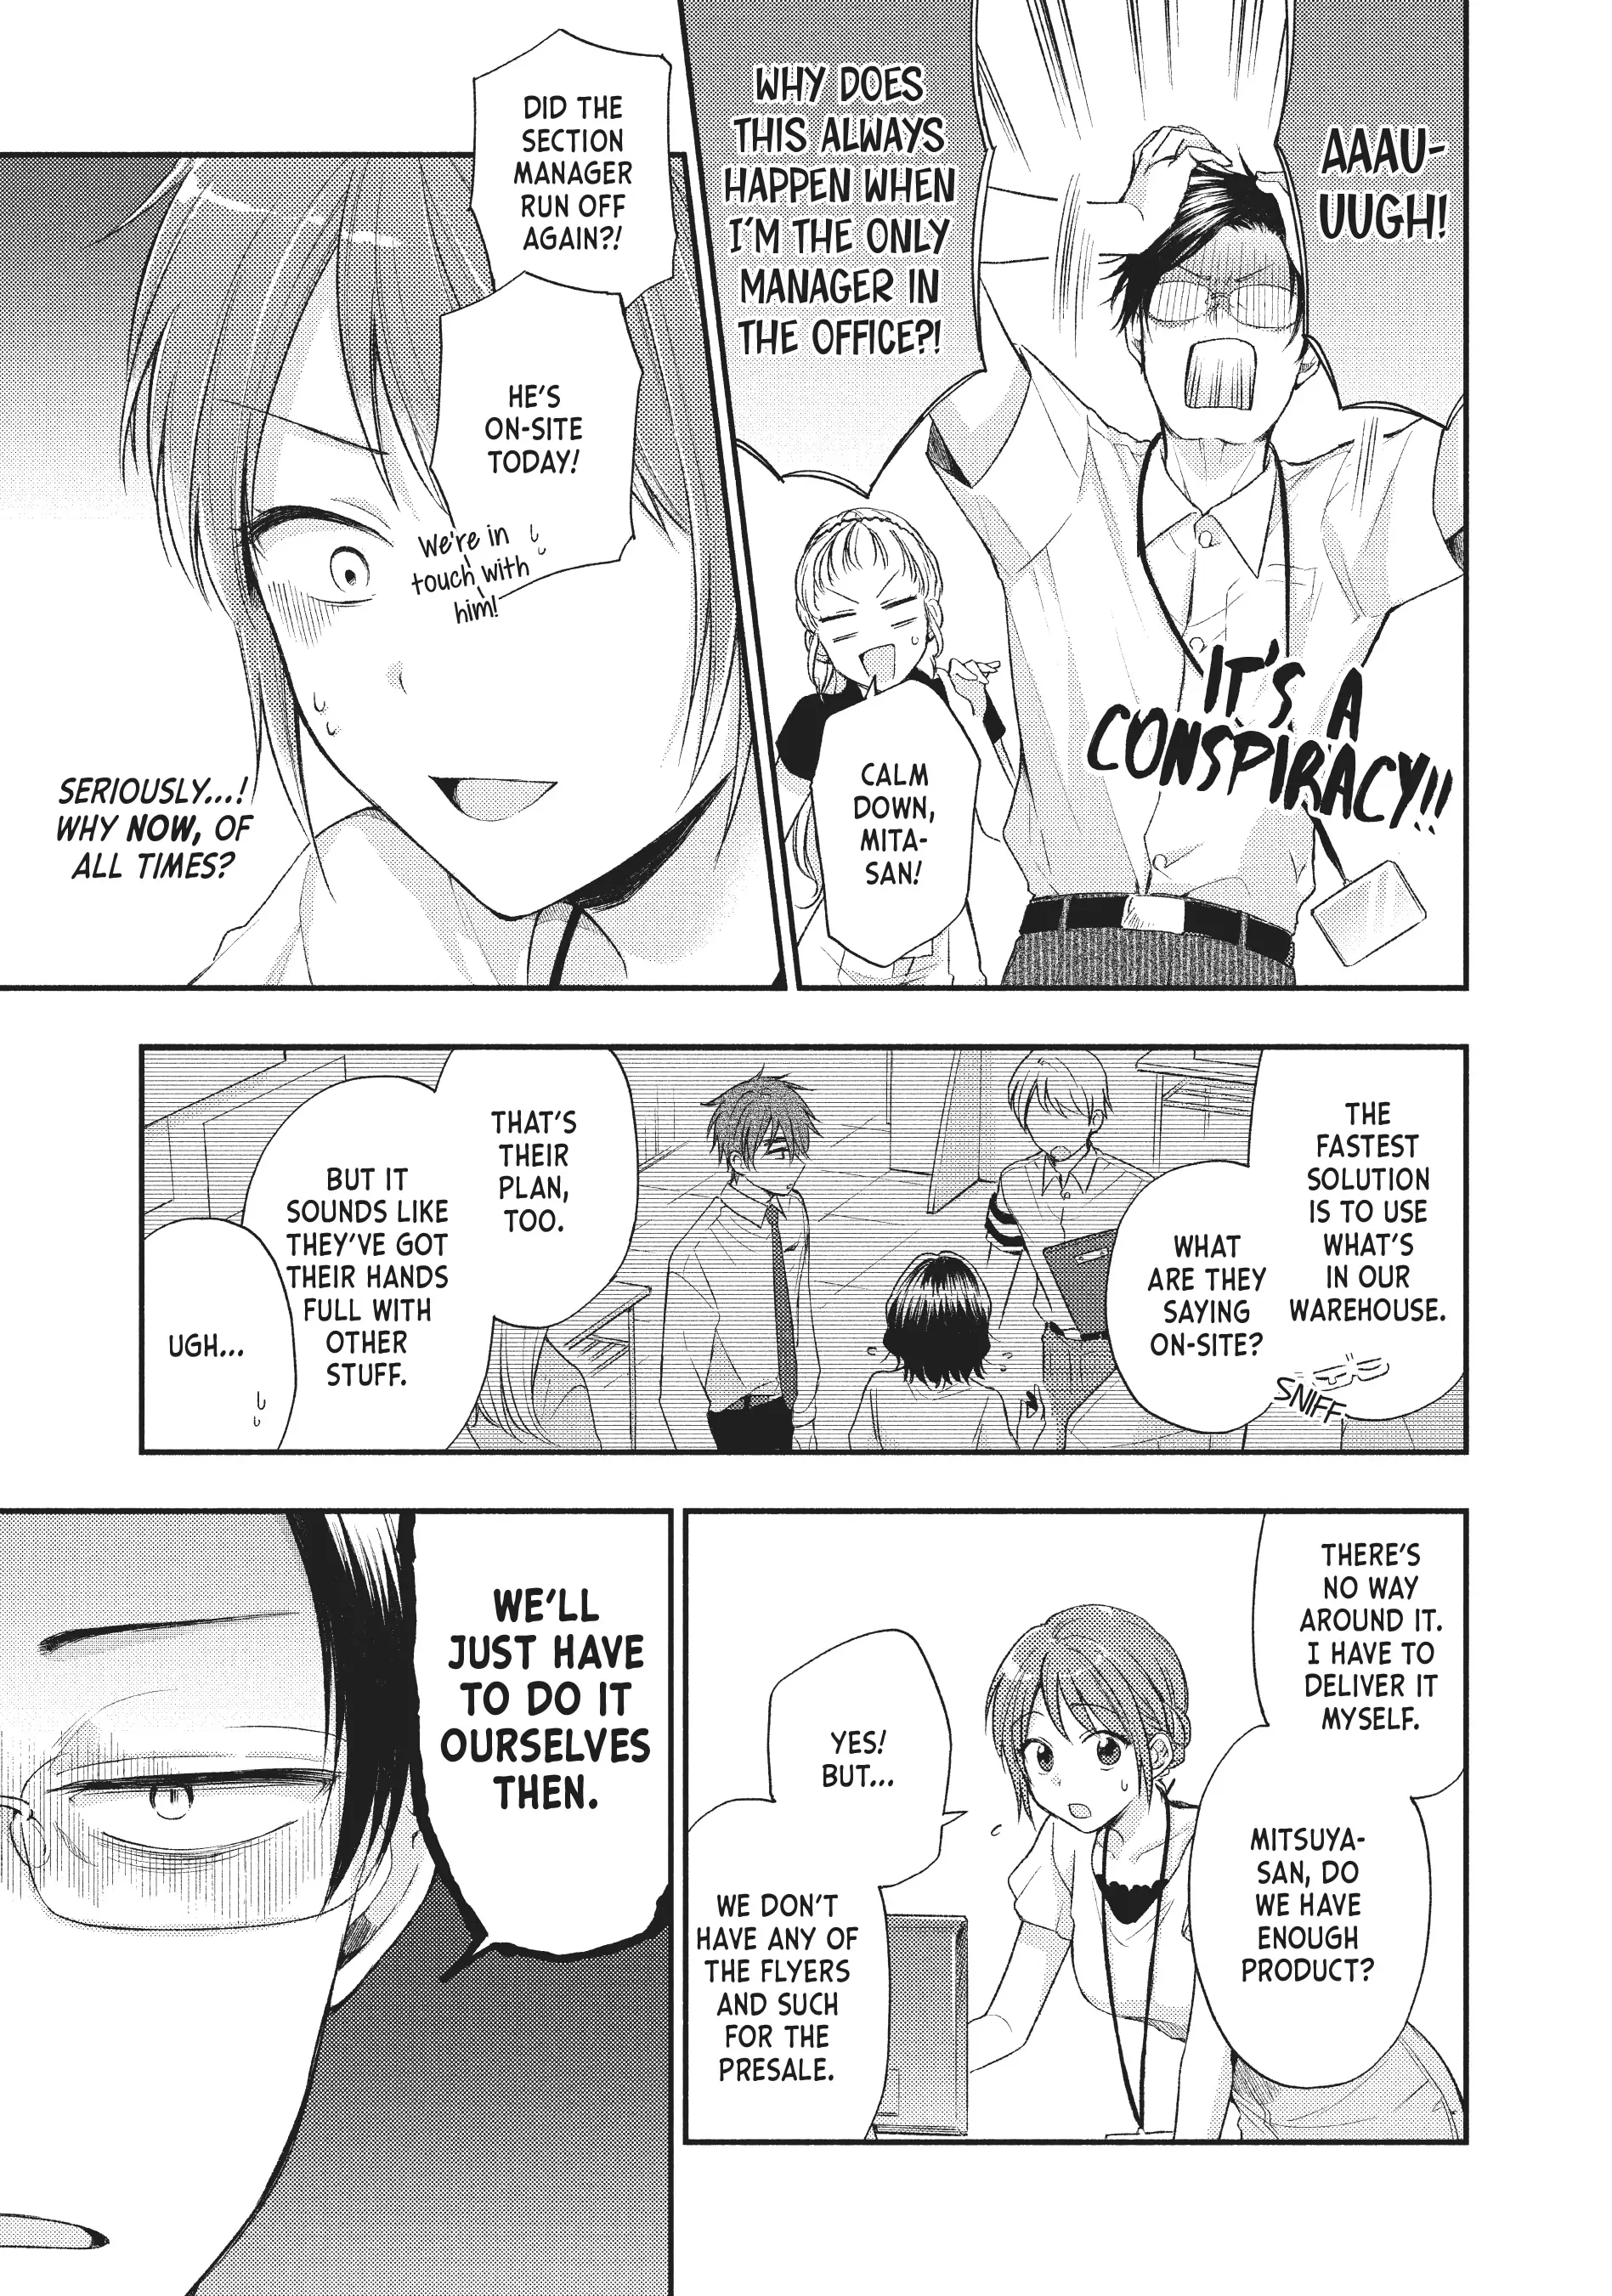 AAAU-
UUGH!
WHY DOES
THIS ALWAYS
HAPPEN WHEN
I'M THE ONLY
MANAGER IN
THE OFFICE?!
IT'S A
CONSPIRACY!!
CALM
DOWN,
MITA-
SAN!
DID THE
SECTION
MANAGER
RUN OFF
AGAIN?!
HE'S
ON-SITE
TODAY!
We're in
touch with
him!
SERIOUSLY...!
WHY NOW, OF
ALL TIMES?
THE
FASTEST
SOLUTION
IS TO USE
WHAT'S
IN OUR
WAREHOUSE.
WHAT
ARE THEY
SAYING
ON-SITE?
SNIFF
THAT'S
THEIR
PLAN,
TOO.
BUT IT
SOUNDS LIKE
THEY'VE GOT
THEIR HANDS
FULL WITH
OTHER
STUFF.
UGH...
THERE'S
NO WAY
AROUND IT.
I HAVE TO
DELIVER IT
MYSELF.
MITSUYA-
SAN, DO
WE HAVE
ENOUGH
PRODUCT?
YES!
BUT...
WE DON'T
HAVE ANY OF
THE FLYERS
AND SUCH
FOR THE
PRESALE.
WE'LL
JUST HAVE
TO DO IT
OURSELVES
THEN.